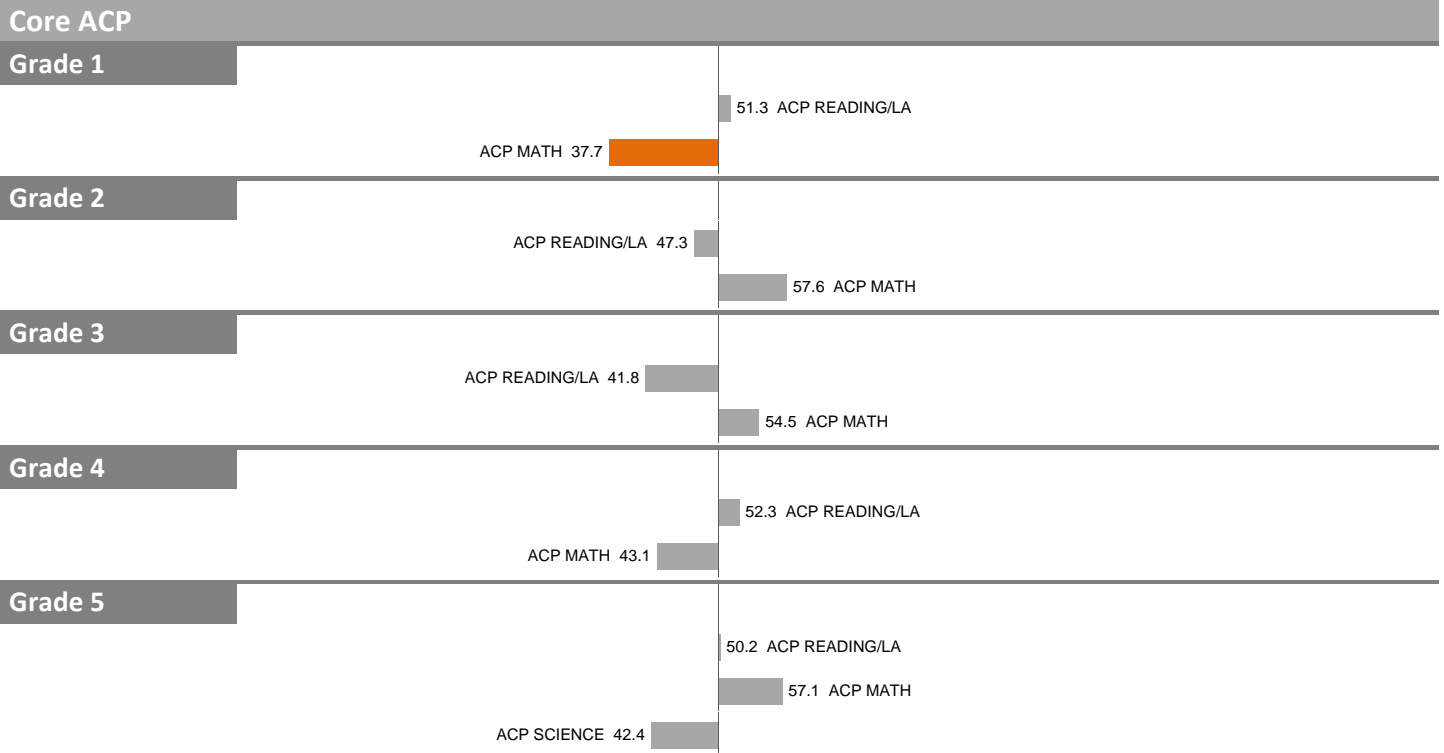 Core ACP
Grade 1
51.3 ACP READING/LA
ACP MATH 37.7
Grade 2
ACP READING/LA 47.3
57.6 ACP MATH
Grade 3
ACP READING/LA 41.8
54.5 ACP MATH
Grade 4
52.3 ACP READING/LA
ACP MATH 43.1
Grade 5
50.2 ACP READING/LA
57.1 ACP MATH
ACP SCIENCE 42.4